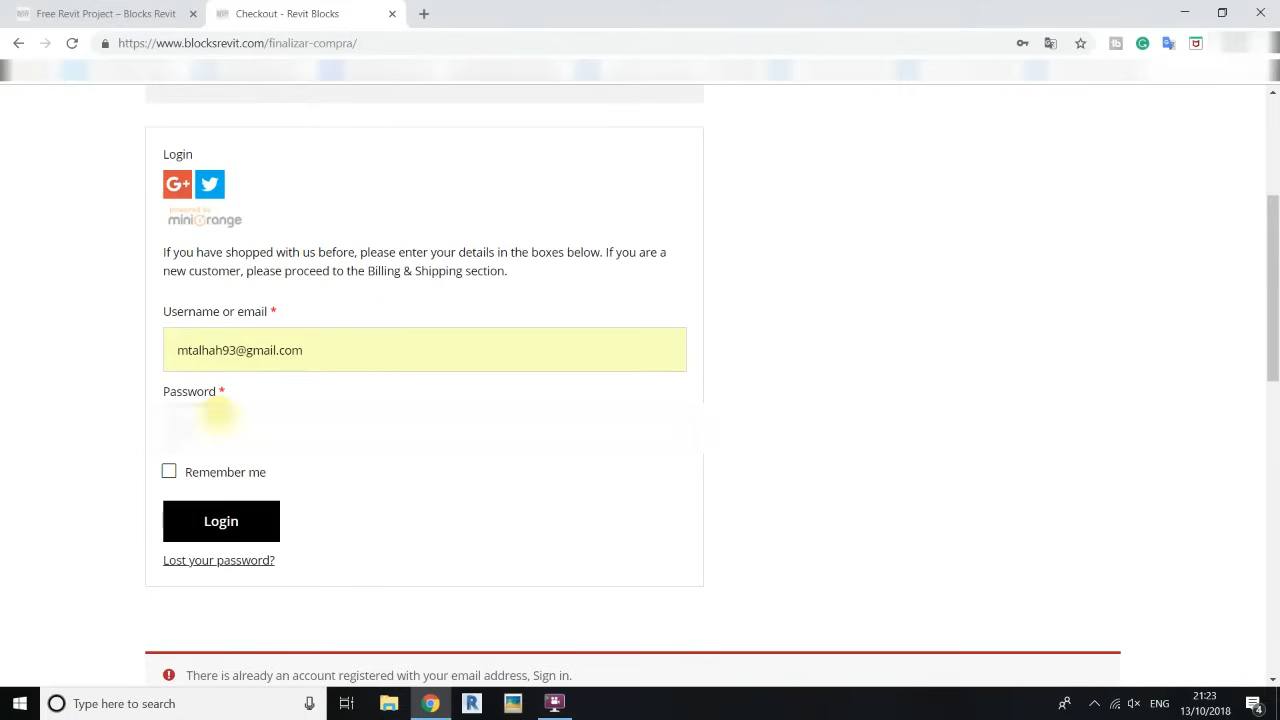 Free Revit Project – Blocks Revit
Checkout - Revit Blocks
https://www.blocksrevit.com/finalizar-compra/
Login
G+
powered by
miniOrange
If you have shopped with us before, please enter your details in the boxes below. If you are a
new customer, please proceed to the Billing & Shipping section.
Username or email *
mtalhah93@gmail.com
Password *
Remember me
Login
Lost your password?
There is already an account registered with your email address, Sign in.
Type here to search
ENG
21:23
13/10/2018
4